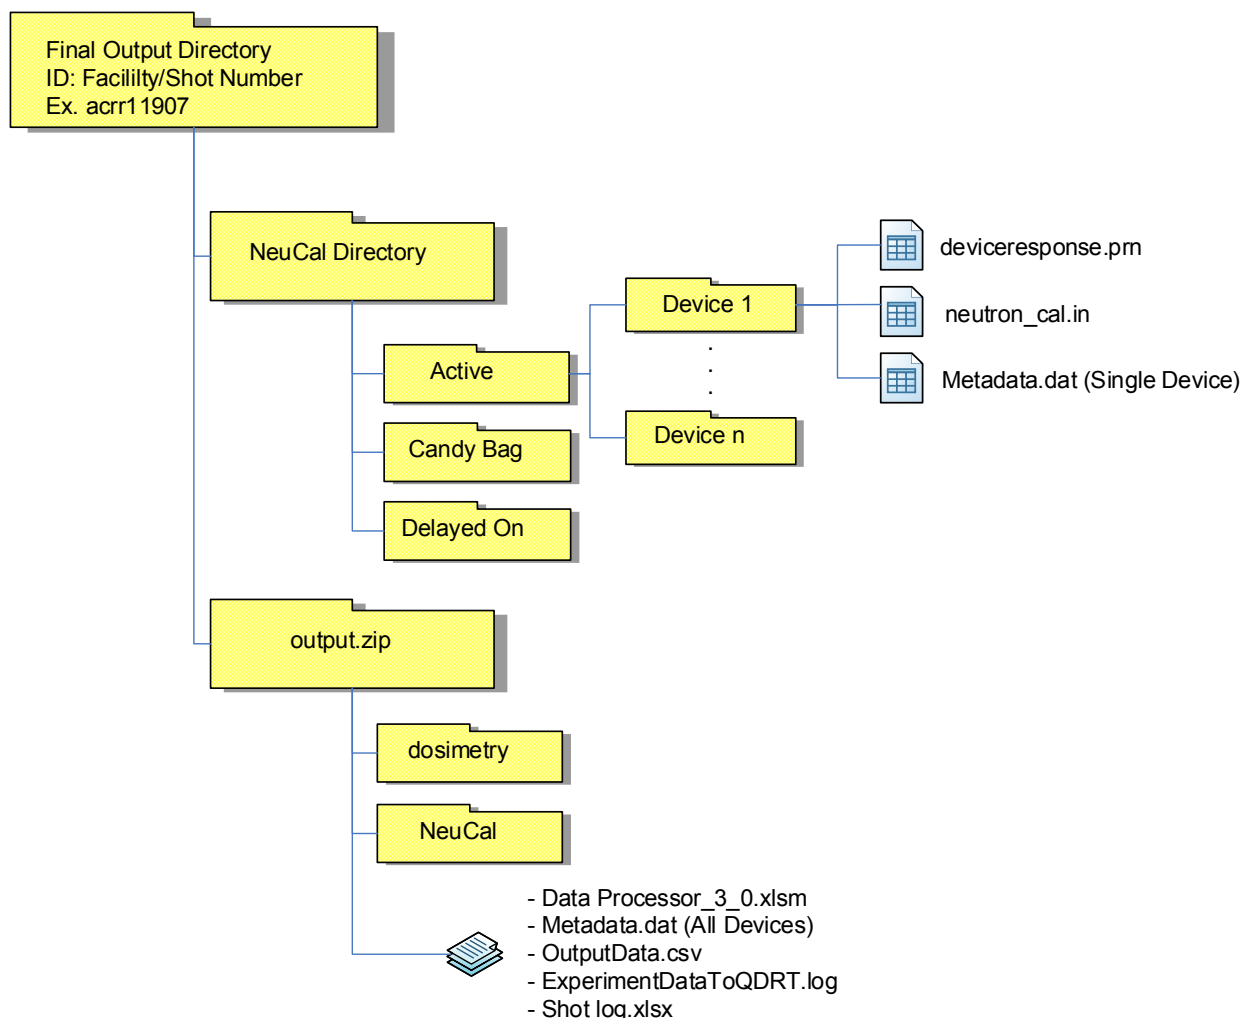 Final Output Directory
ID: Facililty/Shot Number
Ex. acrr11907
NeuCal Directory
Active
Candy Bag
Delayed On
Device 1
.
.
.
Device n
deviceresponse.prn
neutron_cal.in
Metadata.dat (Single Device)
output.zip
dosimetry
NeuCal
- Data Processor_3_0.xlsm
- Metadata.dat (All Devices)
- OutputData.csv
- ExperimentDataToQDRT.log
- Shot log.xlsx